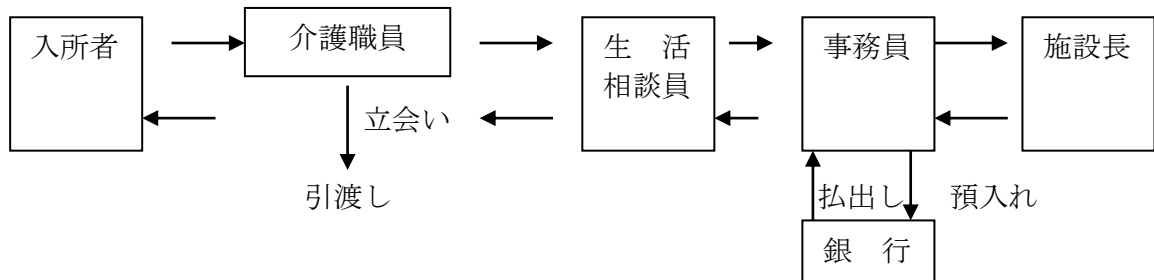 入所者
介護職員
生　活
相談員
事務員
施設長
立会い
引渡し
払出し
預入れ
銀　行